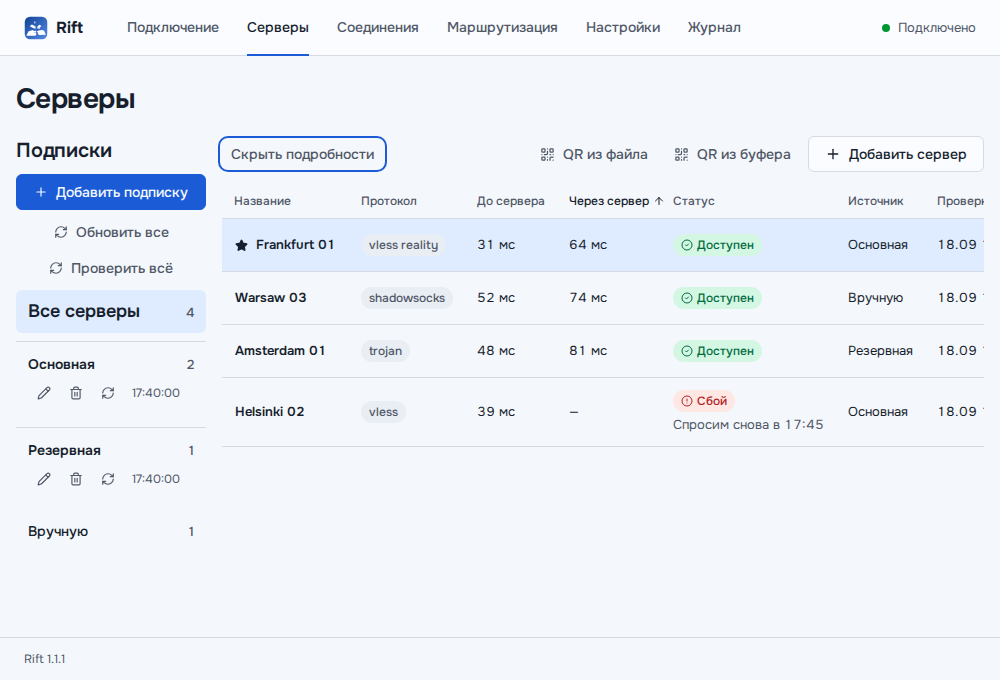 Rift
Подключение
Серверы
Соединения
Маршрутизация
Настройки
Журнал
Подключено
Серверы
Подписки
Добавить подписку
Обновить все
Проверить всё
Все серверы 4
Основная 2
17:40:00
Резервная 1
17:40:00
Вручную 1
Скрыть подробности
QR из файла
QR из буфера
Добавить сервер
Название Протокол До сервера Через сервер Статус Источник
Frankfurt 01 vless reality 31 мс 64 мс Доступен Основная 18.09
Warsaw 03 shadowsocks 52 мс 74 мс Доступен Вручную 18.09
Amsterdam 01 trojan 48 мс 81 мс Доступен Резервная 18.09
Helsinki 02 vless 39 мс – Сбой Основная 18.09
Спросим снова в 17:45
Rift 1.1.1